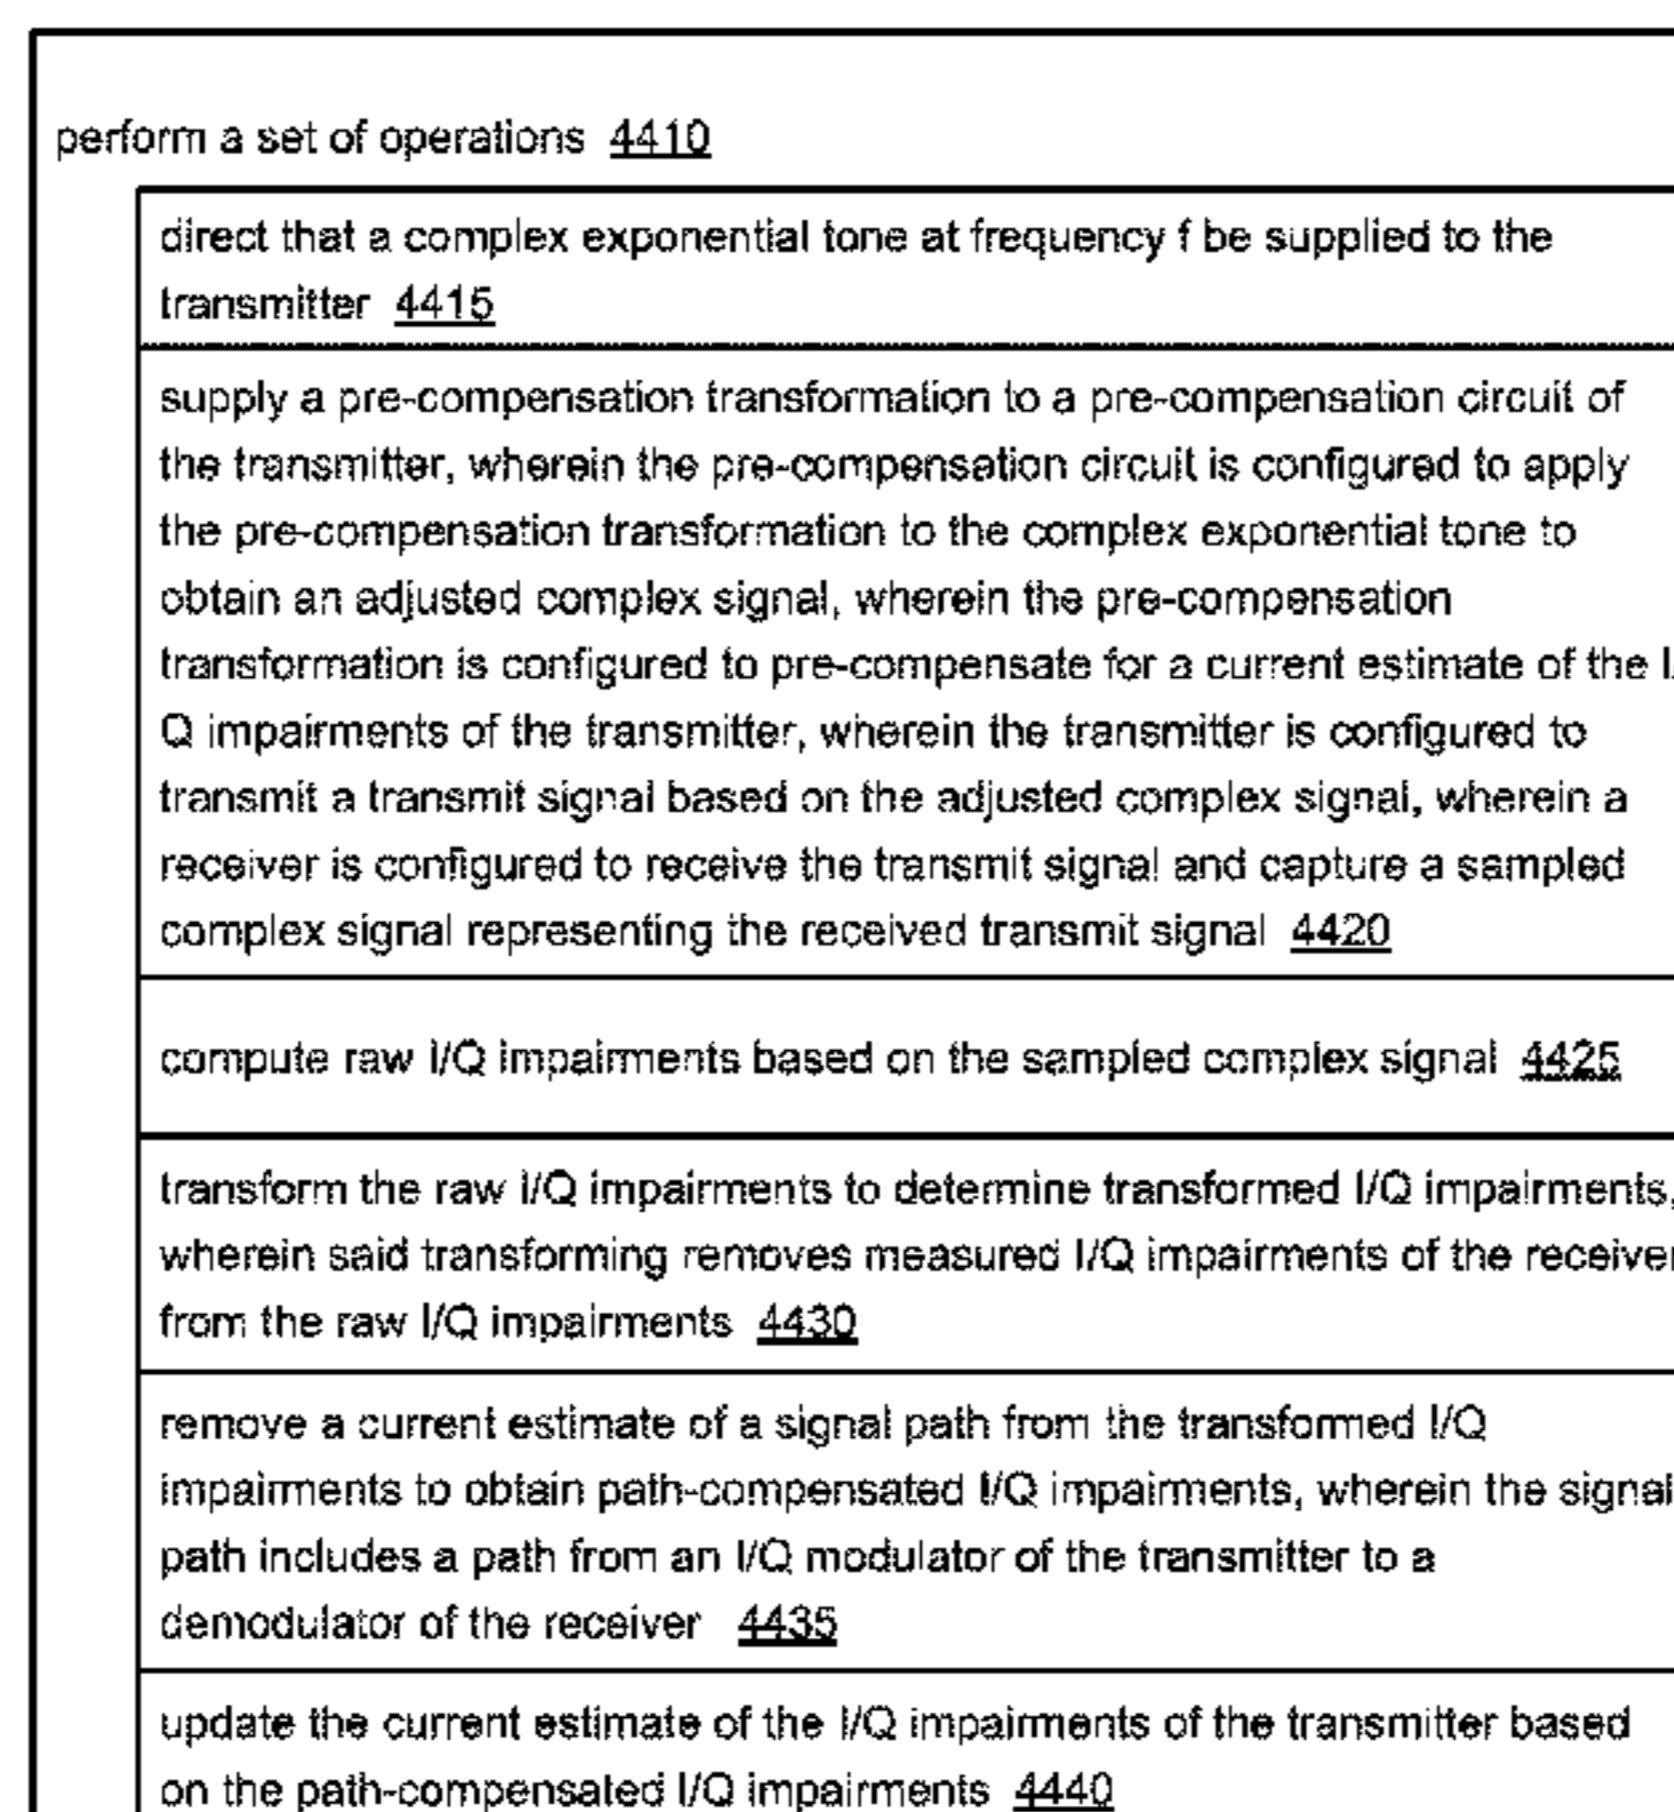 perform a set of operations 4410
direct that a complex exponential tone at frequency f be supplied to the
transmitter 4415
supply a pre-compensation transformation to a pre-compensation circuit of
the transmitter, wherein the pre-compensation circuit is configured to apply
the pre-compensation transformation to the complex exponential tone to
obtain an adjusted complex signal, wherein the pre-compensation
transformation is configured to pre-compensate for a current estimate of the I/
Q impairments of the transmitter, wherein the transmitter is configured to
transmit a transmit signal based on the adjusted complex signal, wherein a
receiver is configured to receive the transmit signal and capture a sampled
complex signal representing the received transmit signal 4420
compute raw I/Q impairments based on the sampled complex signal 4425
transform the raw I/Q impairments to determine transformed I/Q impairments,
wherein said transforming removes measured I/Q impairments of the receiver
from the raw I/Q impairments 4430
remove a current estimate of a signal path from the transformed I/Q
impairments to obtain path-compensated I/Q impairments, wherein the signal
path includes a path from an I/Q modulator of the transmitter to a
demodulator of the receiver 4435
update the current estimate of the I/Q impairments of the transmitter based
on the path-compensated I/Q impairments 4440